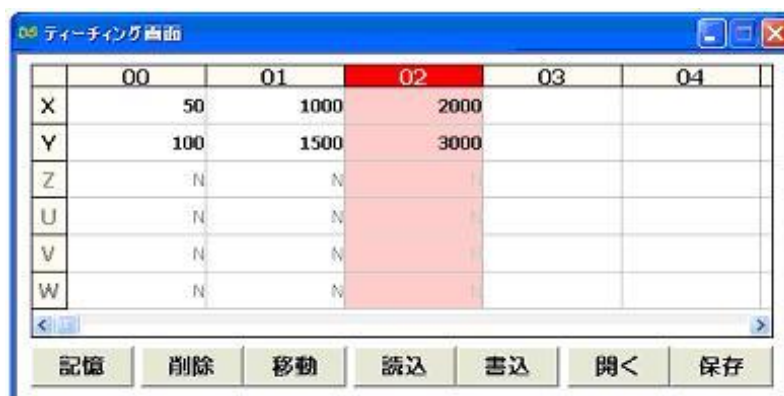 ティーチング画面
00 01 02 03 04
X 50 1000 2000
Y 100 1500 3000
Z N N N
U N N N
V N N N
W N N N
記憶 削除 移動 読込 書込 開く 保存